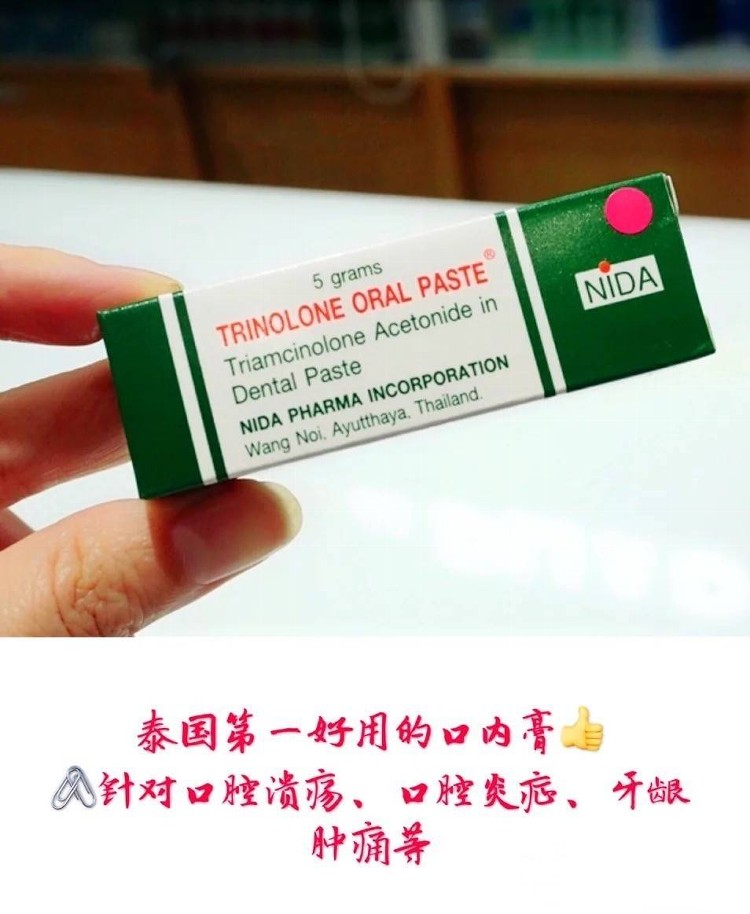 5 grams
TRINOLONE ORAL PASTE®
Triamcinolone Acetonide in
Dental Paste
NIDA PHARMA INCORPORATION
Wang Noi, Ayutthaya, Thailand.
NIDA
泰国第一好用的口内膏👍
🖇针对口腔溃疡、口腔炎症、牙龈
肿痛等